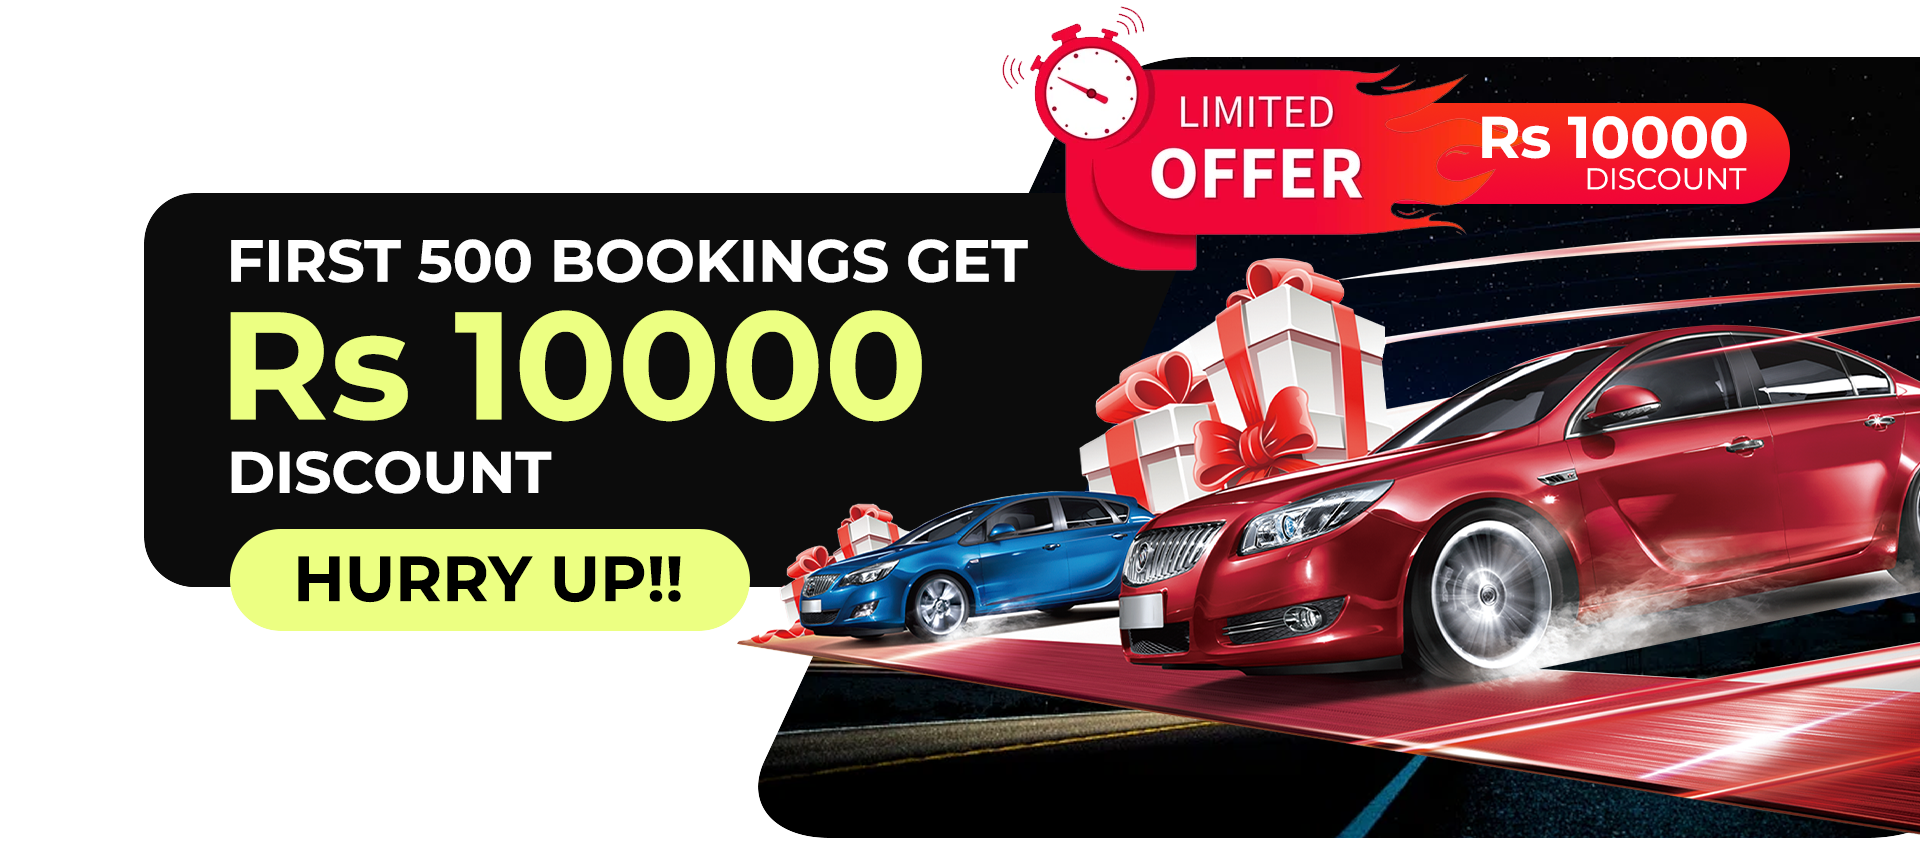 LIMITED
OFFER
Rs 10000
DISCOUNT
FIRST 500 BOOKINGS GET
Rs 10000
DISCOUNT
HURRY UP!!